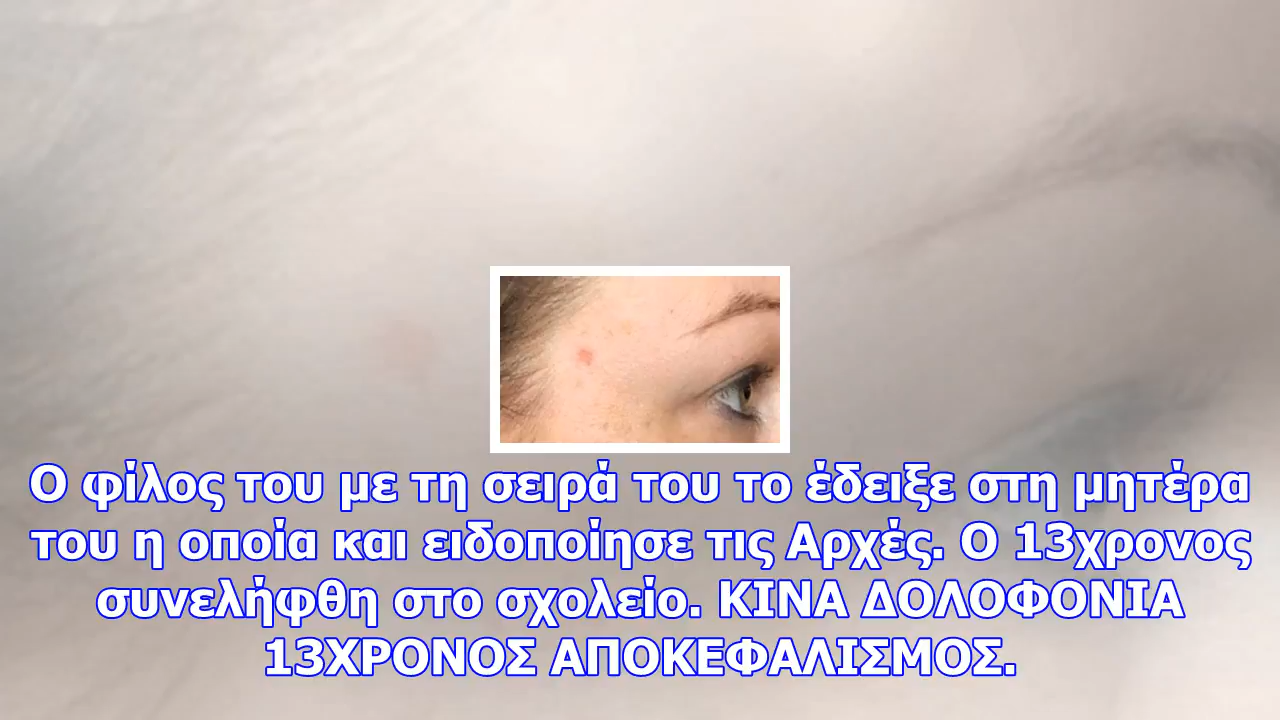 Ο φίλος του με τη σειρά του το έδειξε στη μητέρα
του η οποία και ειδοποίησε τις Αρχές. Ο 13χρονος
συνελήφθη στο σχολείο. ΚΙΝΑ ΔΟΛΟΦΟΝΙΑ
13ΧΡΟΝΟΣ ΑΠΟΚΕΦΑΛΙΣΜΟΣ.